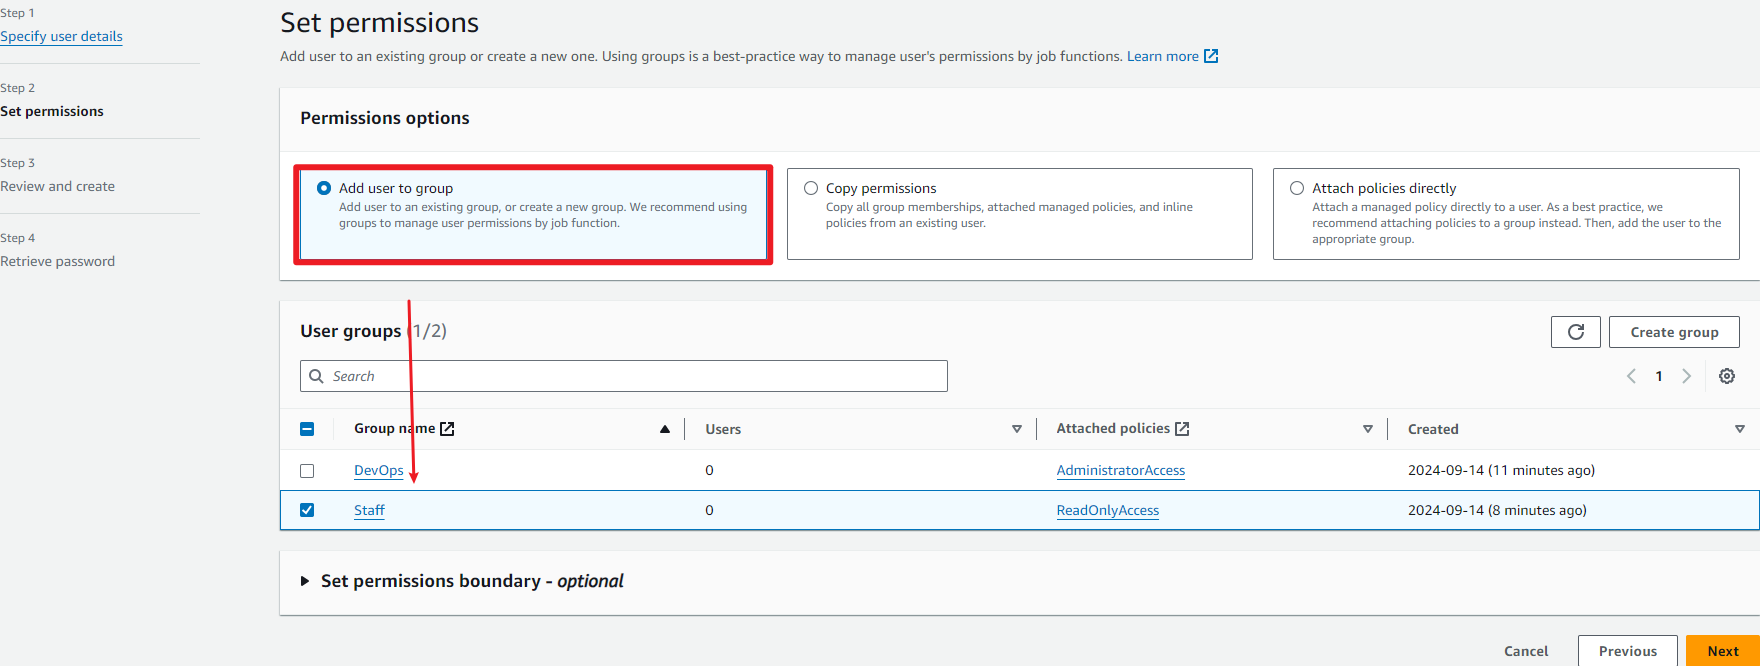 Step 1
Specify user details
Step 2
Set permissions
Step 3
Review and create
Step 4
Retrieve password
Set permissions
Add user to an existing group or create a new one. Using groups is a best-practice way to manage user's permissions by job functions. Learn more
Permissions options
Add user to group
Add user to an existing group, or create a new group. We recommend using
groups to manage user permissions by job function.
Copy permissions
Copy all group memberships, attached managed policies, and inline
policies from an existing user.
Attach policies directly
Attach a managed policy directly to a user. As a best practice, we
recommend attaching policies to a group instead. Then, add the user to the
appropriate group.
User groups (1/2)
Create group
Search
1
Group name Users Attached policies Created
DevOps 0 AdministratorAccess 2024-09-14 (11 minutes ago)
Staff 0 ReadOnlyAccess 2024-09-14 (8 minutes ago)
Set permissions boundary - optional
Cancel Previous Next